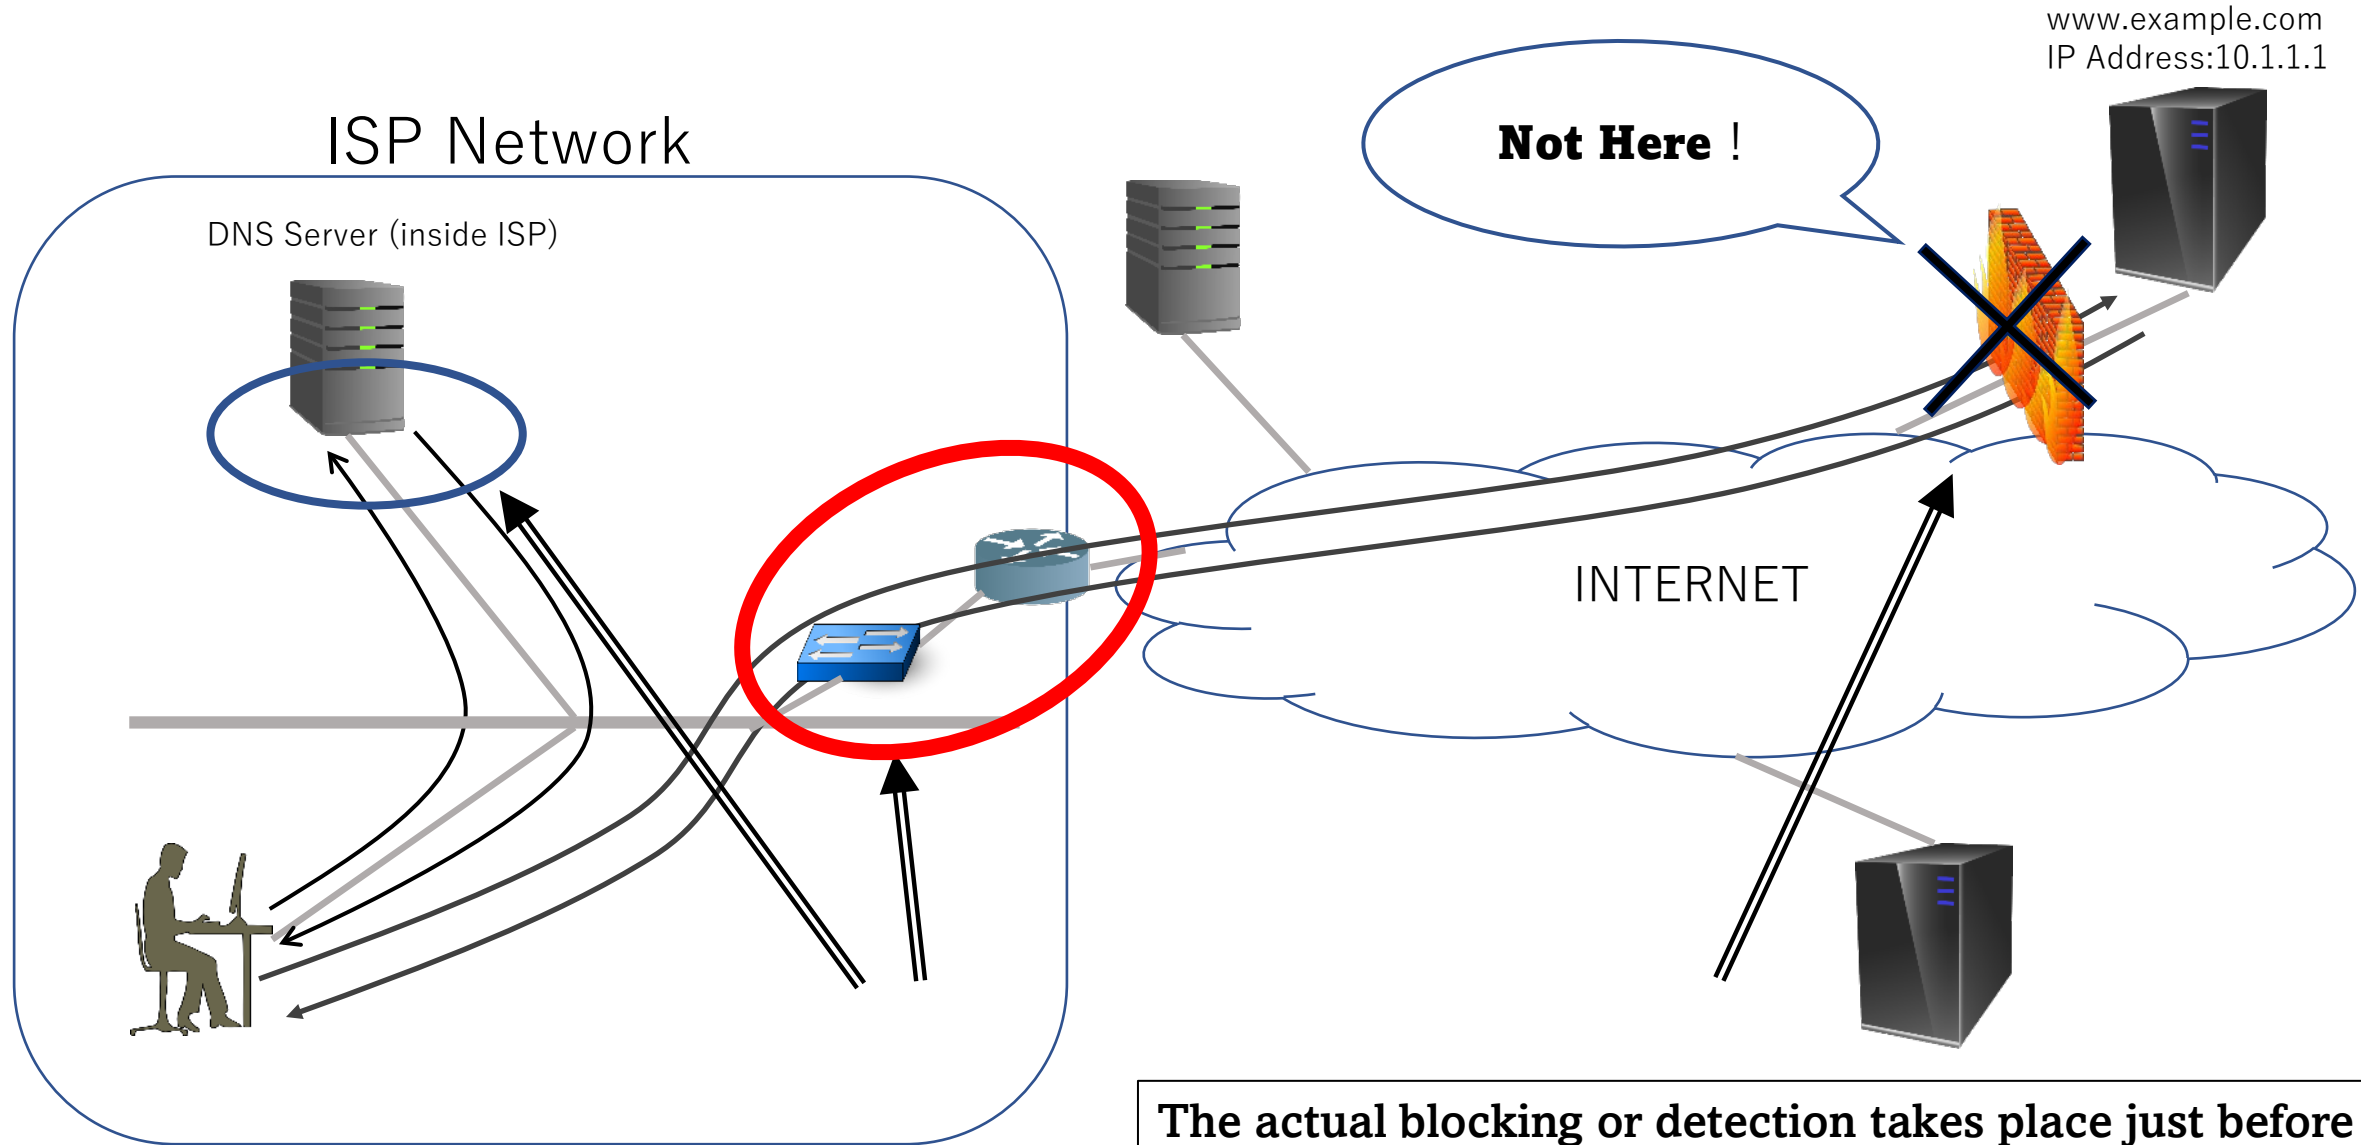 www.example.com
IP Address:10.1.1.1
Not Here！
ISP Network
DNS Server (inside ISP)
INTERNET
The actual blocking or detection takes place just before